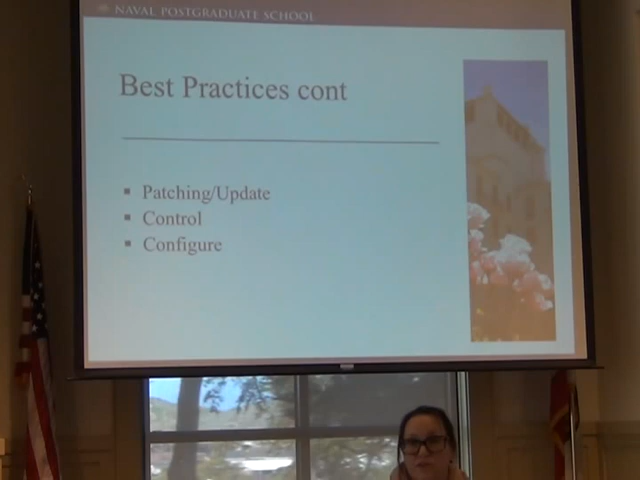 NAVAL POSTGRADUATE SCHOOL
Best Practices cont
▪ Patching/Update
▪ Control
▪ Configure